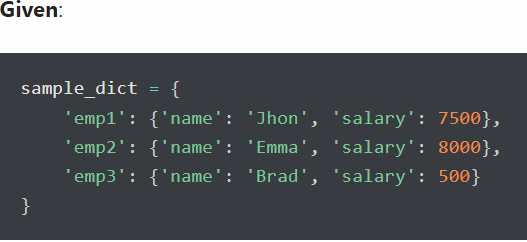 Given:
sample_dict = {
    'emp1': {'name': 'Jhon', 'salary': 7500},
    'emp2': {'name': 'Emma', 'salary': 8000},
    'emp3': {'name': 'Brad', 'salary': 500}
}